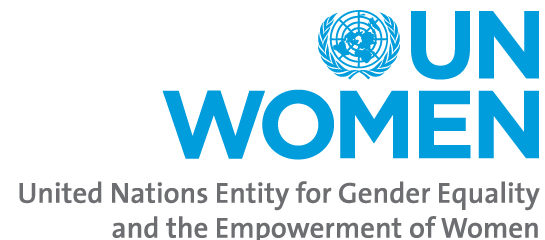 UN
WOMEN
United Nations Entity for Gender Equality
and the Empowerment of Women